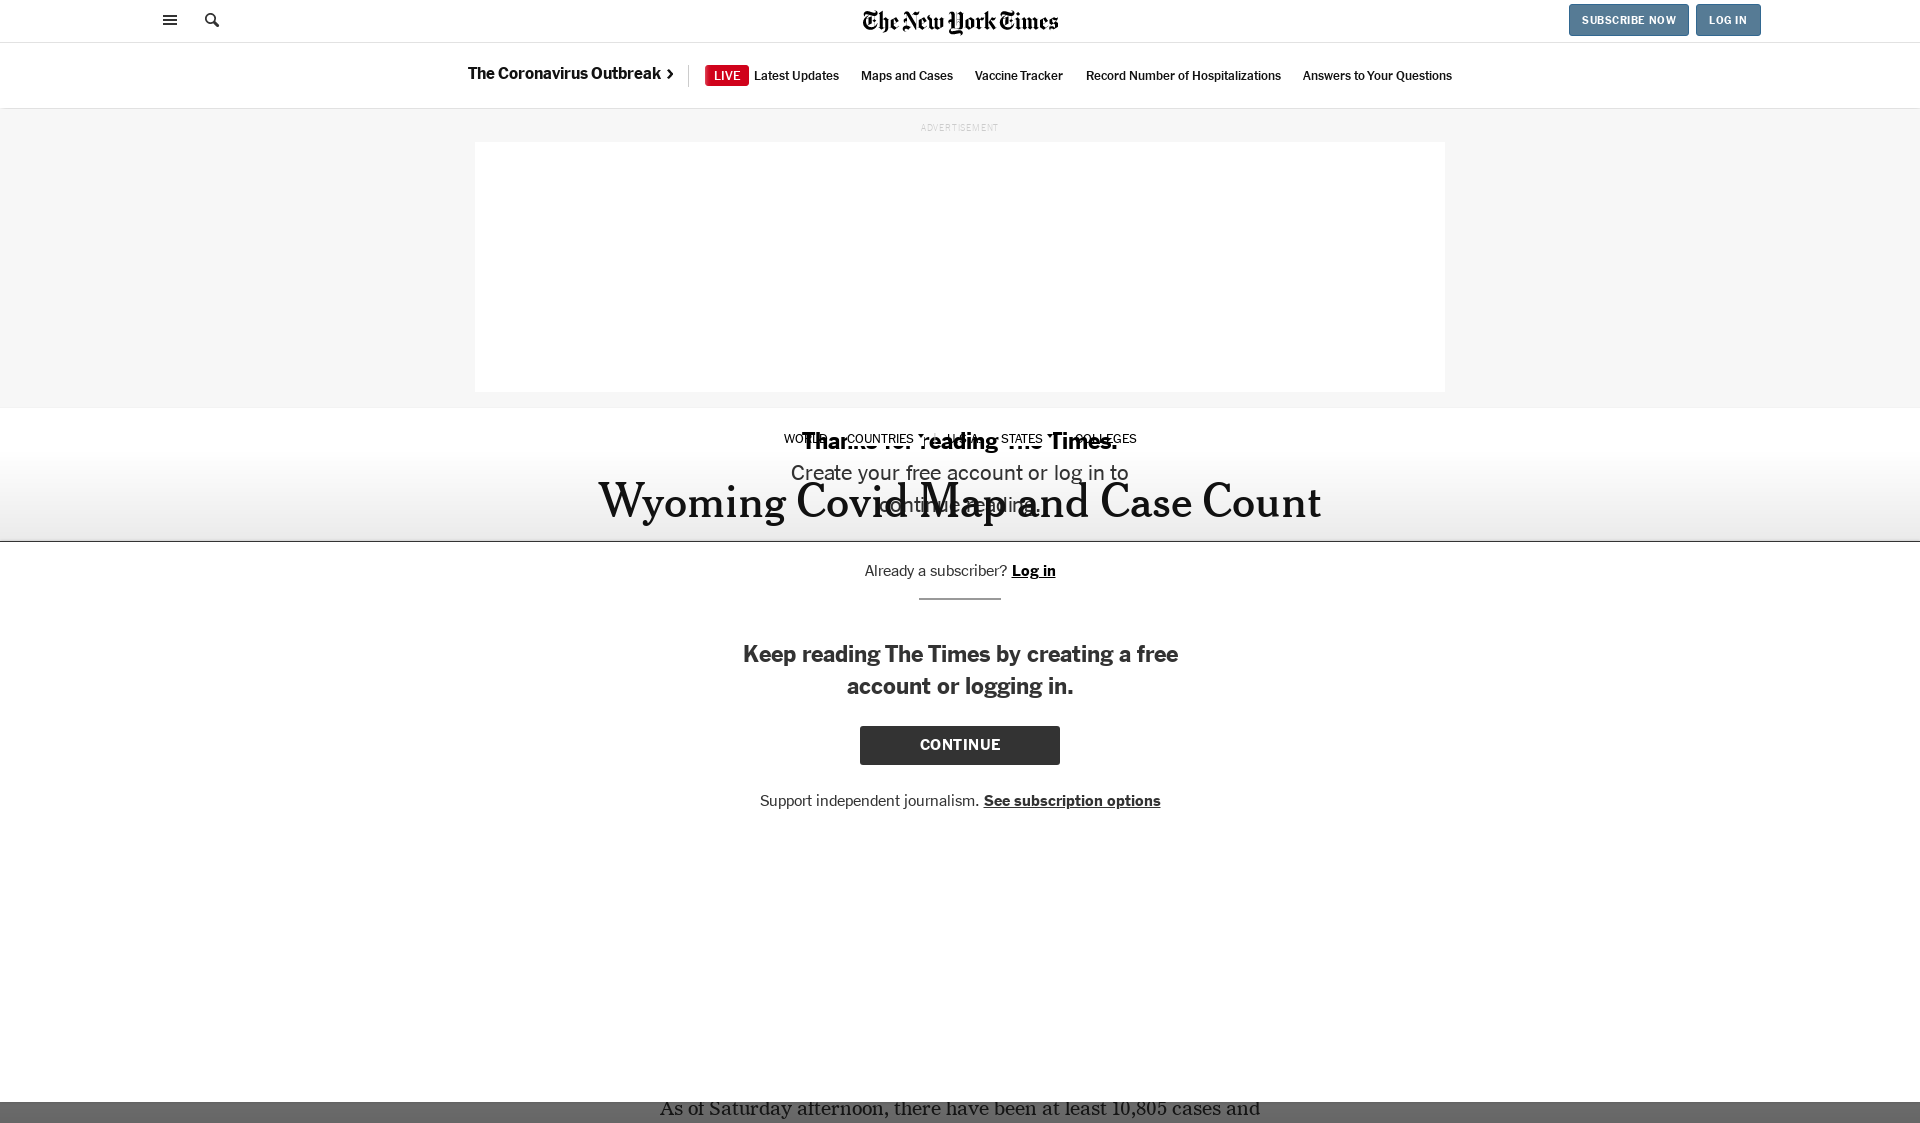 The New York Times
SUBSCRIBE NOW
LOG IN
The Coronavirus Outbreak
LIVE Latest Updates
Maps and Cases
Vaccine Tracker
Record Number of Hospitalizations
Answers to Your Questions
ADVERTISEMENT
WORLD COUNTRIES U.S.A. STATES COLLEGES
Thanks for reading The Times.
Create your free account or log in to
continue reading.
Wyoming Covid Map and Case Count
Already a subscriber? Log in
Keep reading The Times by creating a free
account or logging in.
CONTINUE
Support independent journalism. See subscription options
As of Saturday afternoon, there have been at least 10,805 cases and